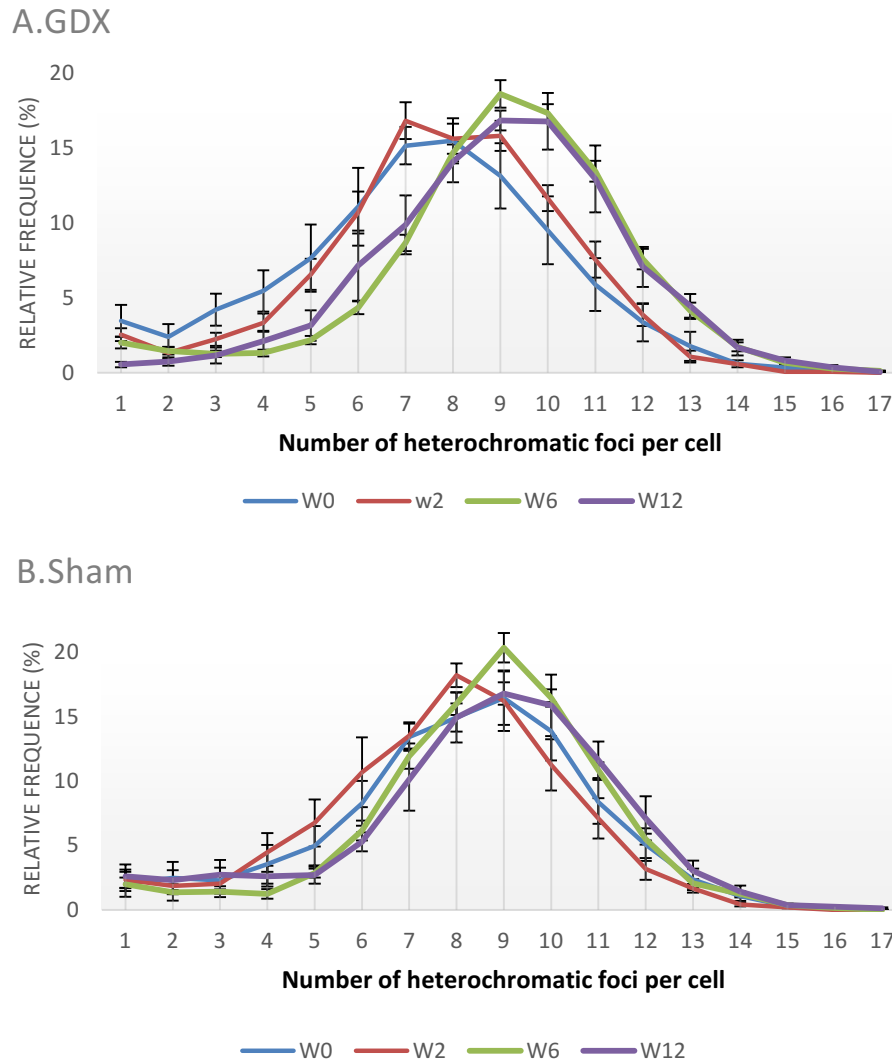 A.GDX
RELATIVE FREQUENCE (%)
20
15
10
5
0
1 2 3 4 5 6 7 8 9 10 11 12 13 14 15 16 17
Number of heterochromatic foci per cell
W0 w2 W6 W12
B.Sham
RELATIVE FREQUENCE (%)
20
15
10
5
0
1 2 3 4 5 6 7 8 9 10 11 12 13 14 15 16 17
Number of heterochromatic foci per cell
W0 W2 W6 W12